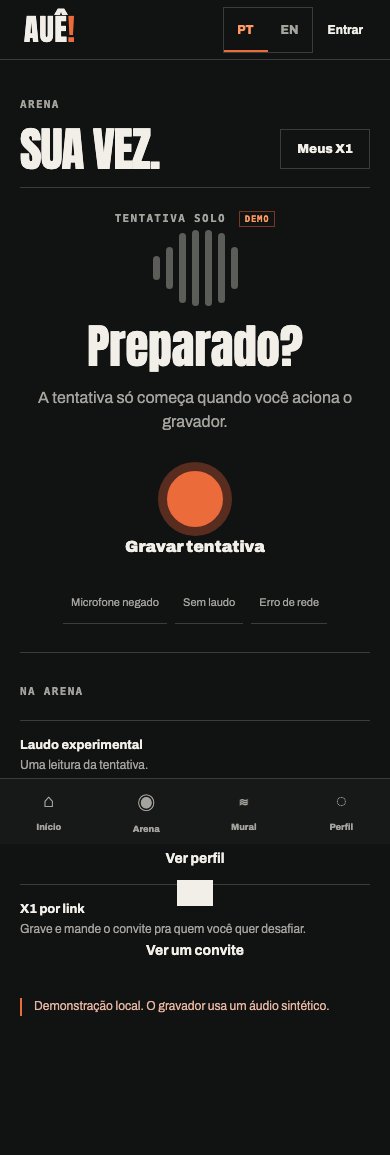 AUÊ!
PT EN Entrar
ARENA
SUA VEZ.
Meus X1
TENTATIVA SOLO DEMO
Preparado?
A tentativa só começa quando você aciona o
gravador.
Gravar tentativa
Microfone negado Sem laudo Erro de rede
NA ARENA
Laudo experimental
Uma leitura da tentativa.
Início Arena Mural Perfil
Ver perfil
X1 por link
Grave e mande o convite pra quem você quer desafiar.
Ver um convite
Demonstração local. O gravador usa um áudio sintético.